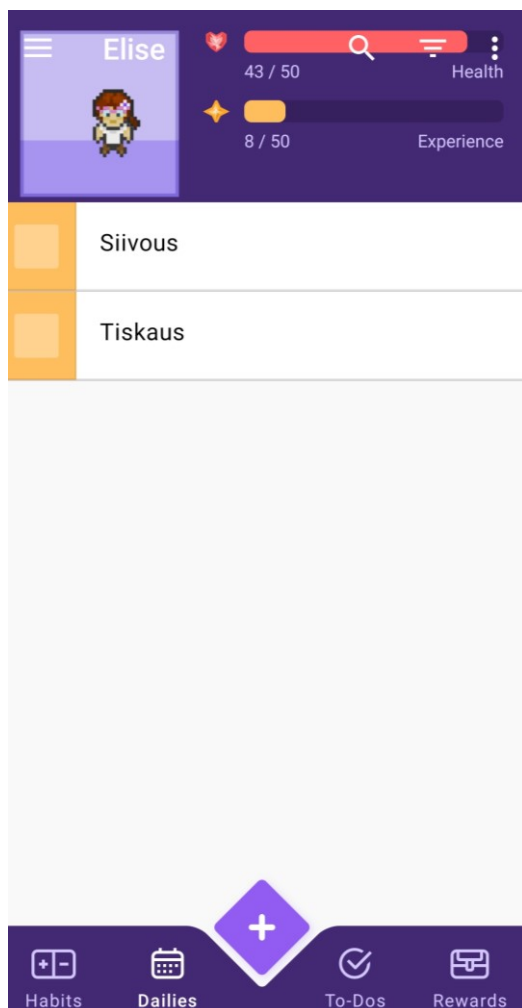 Elise
43 / 50 Health
8 / 50 Experience
Siivous
Tiskaus
Habits Dailies To-Dos Rewards